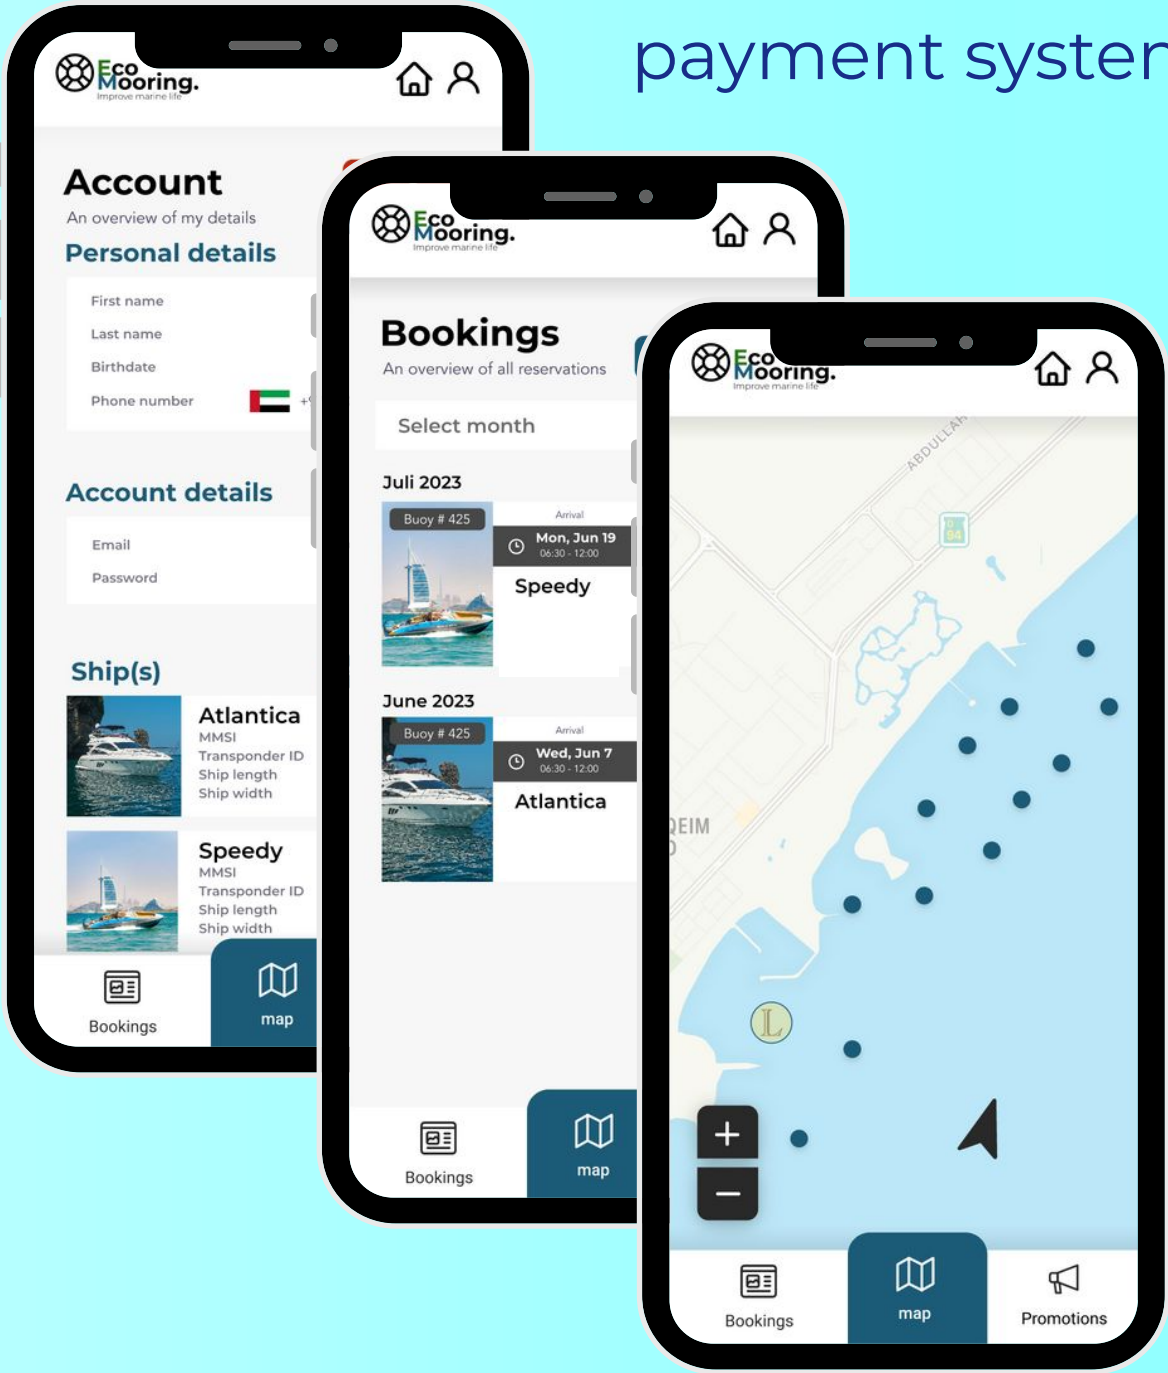 payment system
Eco
Mooring.
Improve marine life
Account
An overview of my details
Personal details
First name
Last name
Birthdate
Phone number
Account details
Email
Password
Ship(s)
Atlantica
MMSI
Transponder ID
Ship length
Ship width
Speedy
MMSI
Transponder ID
Ship length
Ship width
Bookings
map
Eco
Mooring.
Improve marine life
Bookings
An overview of all reservations
Select month
Juli 2023
Buoy # 425
Arrival
Mon, Jun 19
06:30 - 12:00
Speedy
June 2023
Buoy # 425
Arrival
Wed, Jun 7
06:30 - 12:00
Atlantica
Bookings
map
Eco
Mooring.
Improve marine life
ABDULLAH
94
QEIM
L
+
−
Bookings
map
Promotions